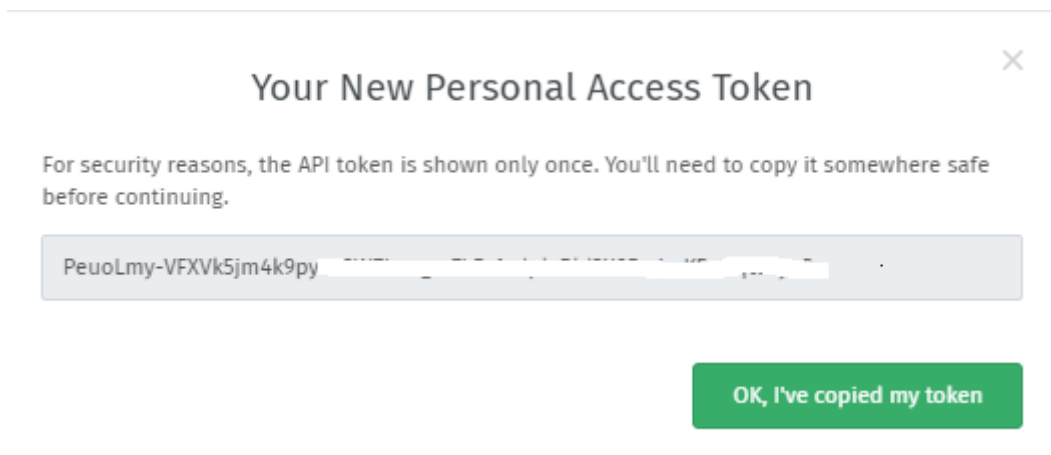 Your New Personal Access Token
For security reasons, the API token is shown only once. You'll need to copy it somewhere safe
before continuing.
PeuoLmy-VFXVk5jm4k9py
OK, I've copied my token